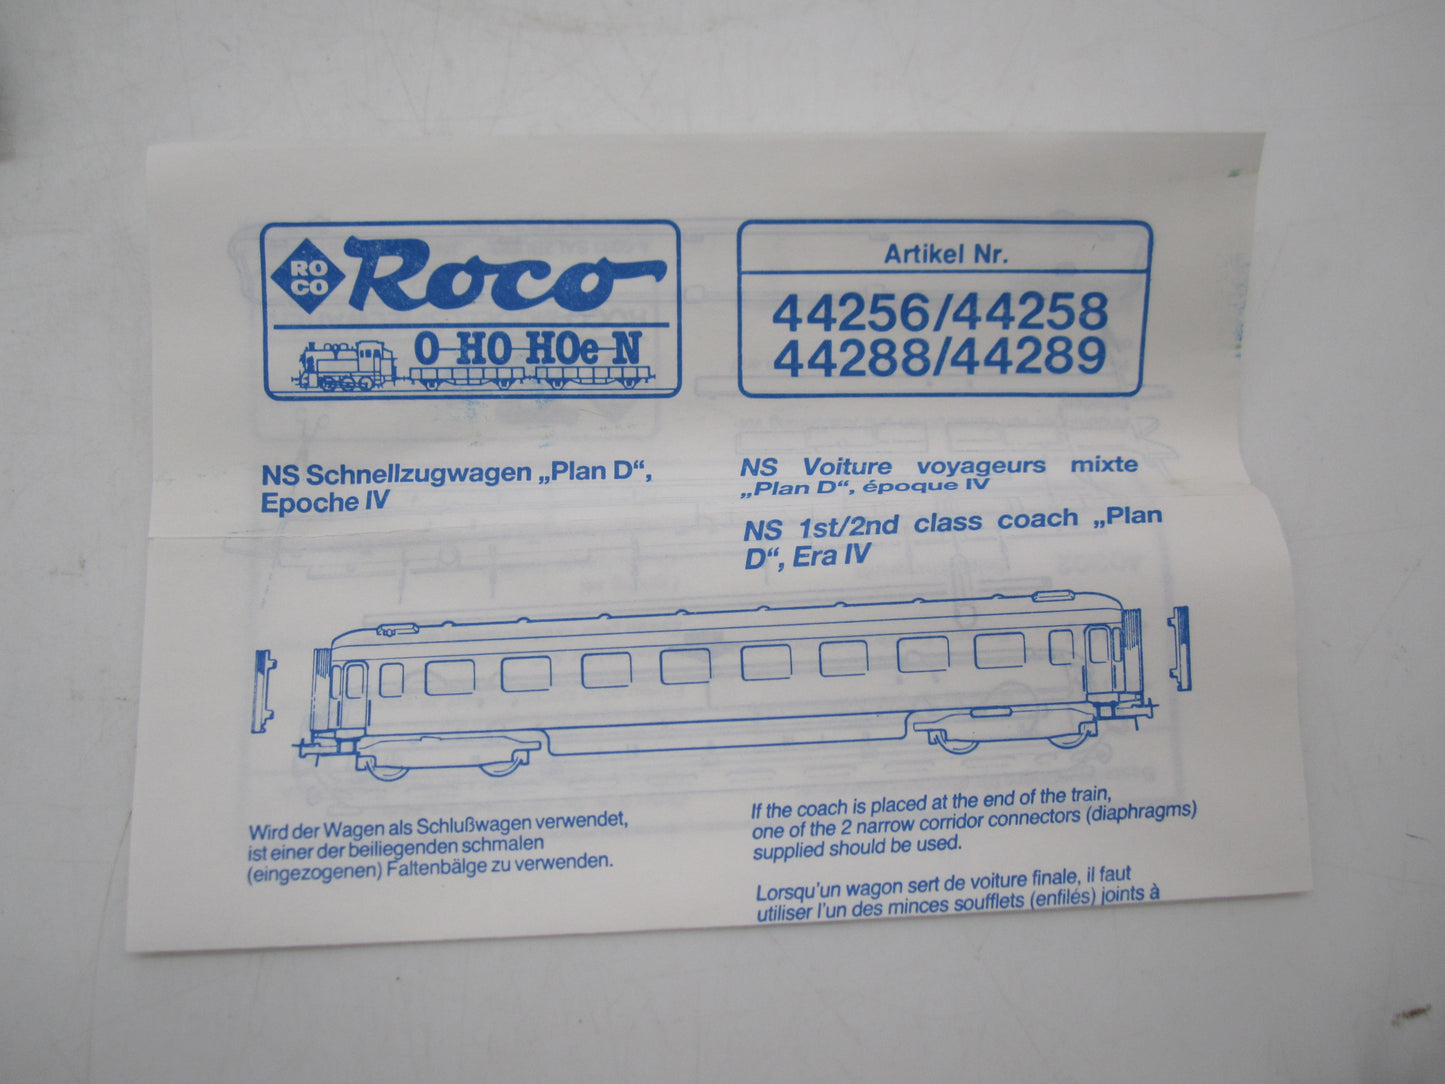 RO
CO
Roco
O HO HOe N
Artikel Nr.
44256/44258
44288/44289
NS Schnellzugwagen „Plan D“,
Epoche IV
NS Voiture voyageurs mixte
„Plan D“, époque IV
NS 1st/2nd class coach „Plan
D“, Era IV
Wird der Wagen als Schlußwagen verwendet,
ist einer der beiliegenden schmalen
(eingezogenen) Faltenbälge zu verwenden.
If the coach is placed at the end of the train,
one of the 2 narrow corridor connectors (diaphragms)
supplied should be used.
Lorsqu'un wagon sert de voiture finale, il faut
utiliser l'un des minces soufflets (enfilés) joints à